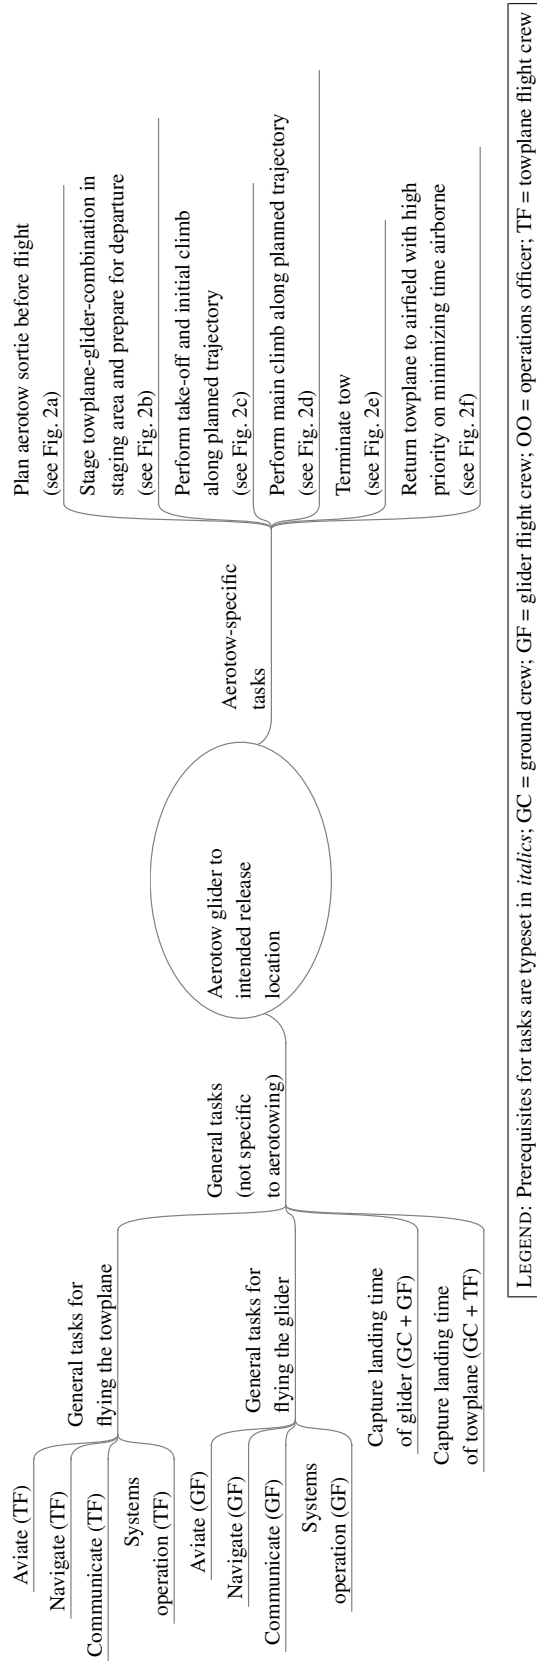 Aviate (TF)
Navigate (TF)
Communicate (TF)
Systems
operation (TF)
General tasks for
flying the towplane
Aviate (GF)
Navigate (GF)
Communicate (GF)
Systems
operation (GF)
General tasks for
flying the glider
Capture landing time
of glider (GC + GF)
Capture landing time
of towplane (GC + TF)
General tasks
(not specific
to aerotowing)
Aerotow glider to
intended release
location
Aerotow-specific
tasks
Plan aerotow sortie before flight
(see Fig. 2a)
Stage towplane-glider-combination in
staging area and prepare for departure
(see Fig. 2b)
Perform take-off and initial climb
along planned trajectory
(see Fig. 2c)
Perform main climb along planned trajectory
(see Fig. 2d)
Terminate tow
(see Fig. 2e)
Return towplane to airfield with high
priority on minimizing time airborne
(see Fig. 2f)
LEGEND: Prerequisites for tasks are typeset in italics; GC = ground crew; GF = glider flight crew; OO = operations officer; TF = towplane flight crew